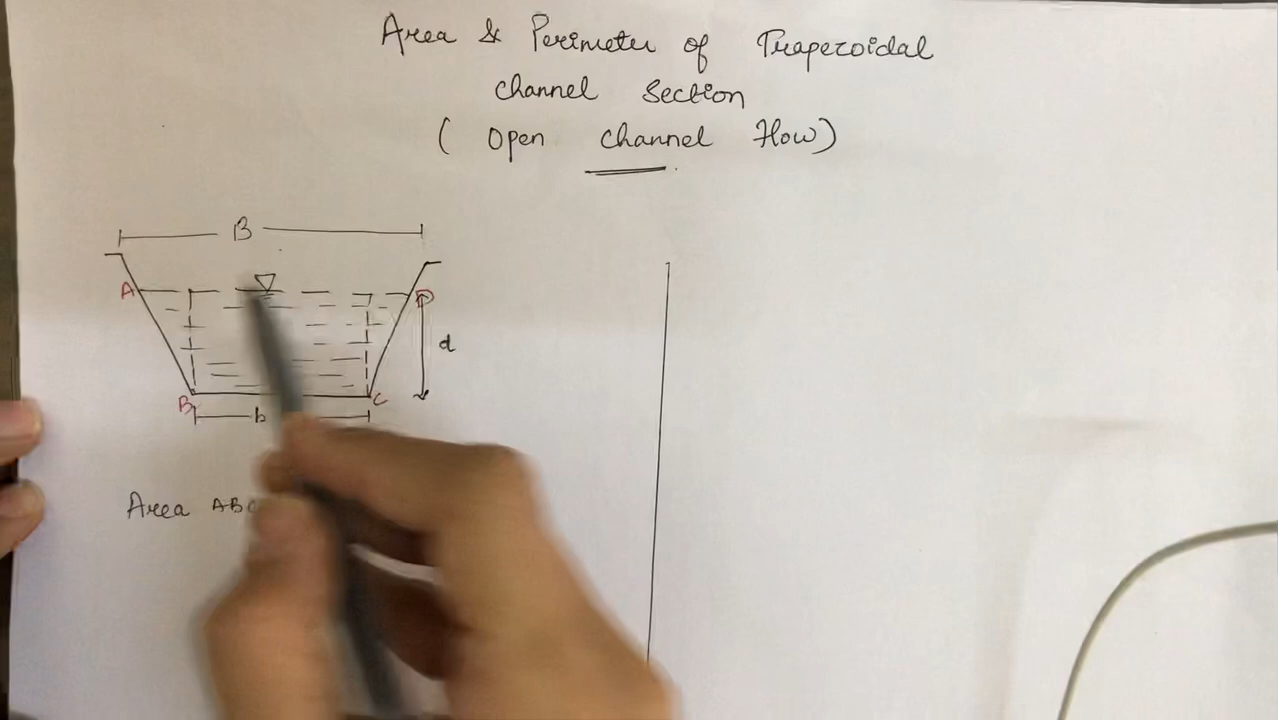 Area & Perimeter of Trapezoidal
channel section
( Open channel Flow)
B
A
D
d
B
C
b
Area ABC